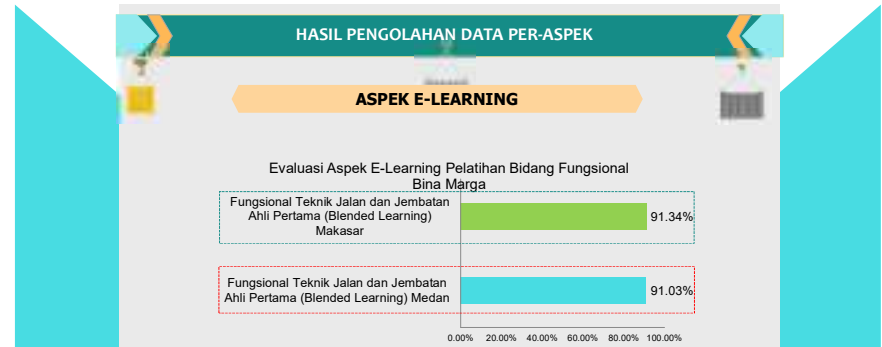 HASIL PENGOLAHAN DATA PER-ASPEK
ASPEK E-LEARNING
Evaluasi Aspek E-Learning Pelatihan Bidang Fungsional
Bina Marga
Fungsional Teknik Jalan dan Jembatan
Ahli Pertama (Blended Learning)
Makasar
91.34%
Fungsional Teknik Jalan dan Jembatan
Ahli Pertama (Blended Learning) Medan
91.03%
0.00% 20.00% 40.00% 60.00% 80.00% 100.00%